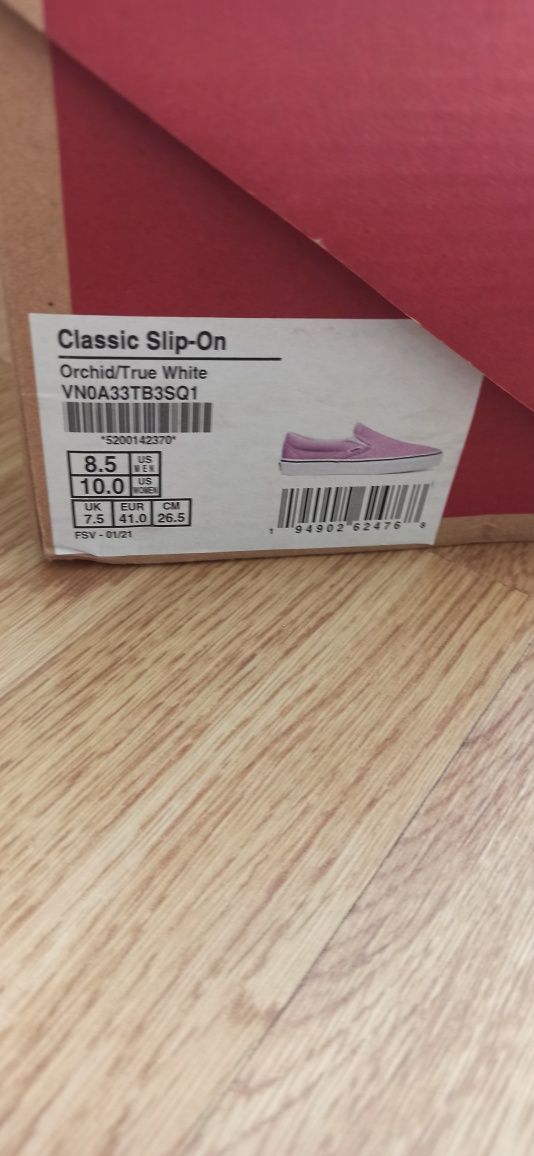 Classic Slip-On
Orchid/True White
VN0A33TB3SQ1
*5200142370*
8.5 US MEN
10.0 US WOMEN
UK EUR CM
7.5 41.0 26.5
FSV - 01/21
1 94902 62476 8